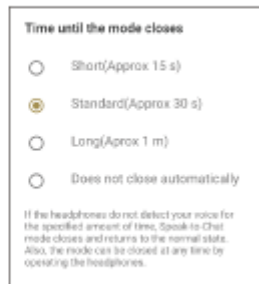 Time until the mode closes
Short(Approx 15 s)
Standard(Approx 30 s)
Long(Aprox 1 m)
Does not close automatically
If the headphones do not detect your voice for
the specified amount of time, Speak-to-Chat
mode closes and returns to the normal state.
Also, the mode can be closed at any time by
operating the headphones.